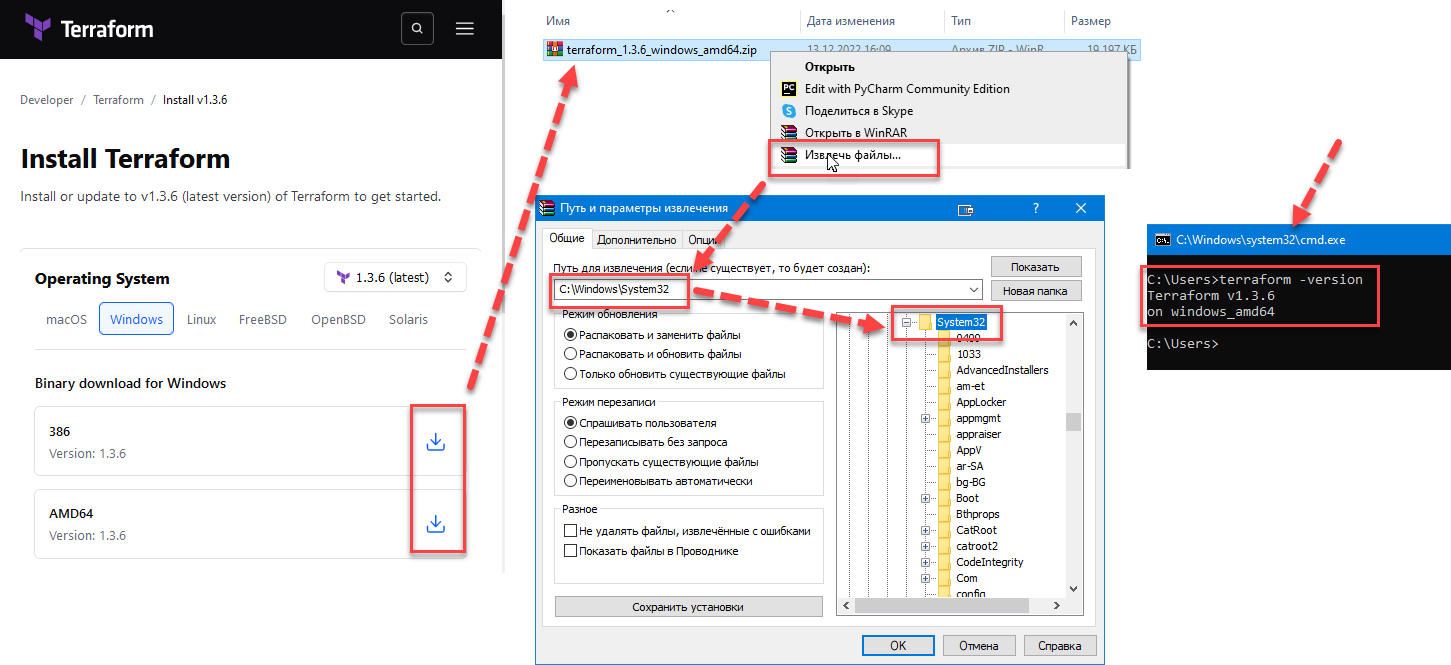 Terraform
Developer / Terraform / Install v1.3.6
Install Terraform
Install or update to v1.3.6 (latest version) of Terraform to get started.
Operating System
1.3.6 (latest)
macOS Windows Linux FreeBSD OpenBSD Solaris
Binary download for Windows
386
Version: 1.3.6
AMD64
Version: 1.3.6
Имя Дата изменения Тип Размер
terraform_1.3.6_windows_amd64.zip 13.12.2022 16:09 Архив ZIP - WinR... 19 197 КБ
Открыть
PC Edit with PyCharm Community Edition
Поделиться в Skype
Открыть в WinRAR
Извлечь файлы...
Путь и параметры извлечения
Общие Дополнительно Опции
Путь для извлечения (если не существует, то будет создан):
C:\Windows\System32
Показать
Новая папка
Режим обновления
Распаковать и заменить файлы
Распаковать и обновить файлы
Только обновить существующие файлы
Режим перезаписи
Спрашивать пользователя
Перезаписывать без запроса
Пропускать существующие файлы
Переименовывать автоматически
Разное
Не удалять файлы, извлечённые с ошибками
Показать файлы в Проводнике
Сохранить установки
System32
0409
1033
AdvancedInstallers
am-et
AppLocker
appmgmt
appraiser
AppV
ar-SA
bg-BG
Boot
Bthprops
CatRoot
catroot2
CodeIntegrity
Com
config
OK Отмена Справка
C:\Windows\system32\cmd.exe
C:\Users>terraform -version
Terraform v1.3.6
on windows_amd64
C:\Users>